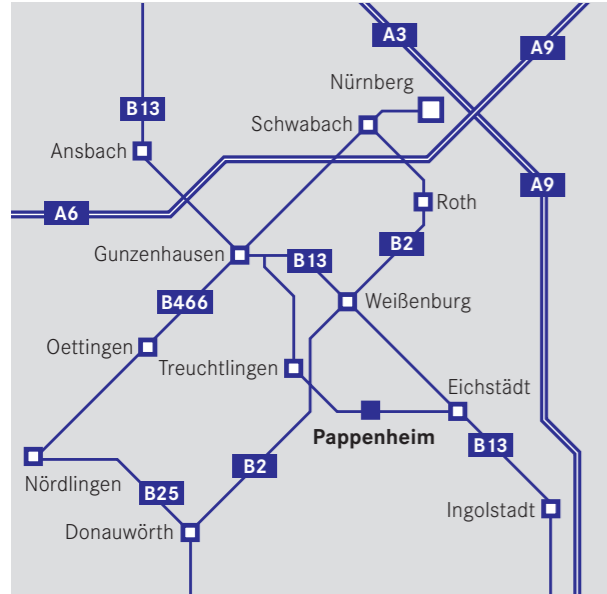 A3
A9
Nürnberg
B13
Schwabach
Ansbach
A9
Roth
A6
B2
Gunzenhausen
B13
B466
Weißenburg
Oettingen
Treuchtlingen
Eichstädt
Pappenheim
B13
B2
Nördlingen
B25
Ingolstadt
Donauwörth